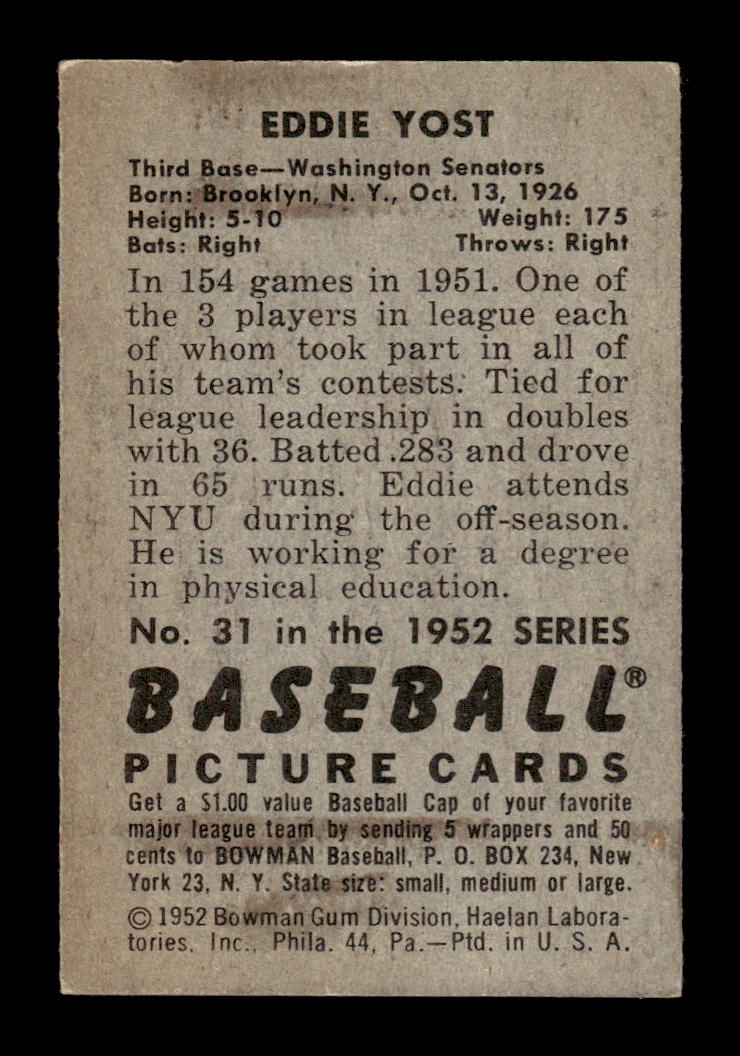 EDDIE YOST
Third Base—Washington Senators
Born: Brooklyn, N. Y., Oct. 13, 1926
Height: 5-10 Weight: 175
Bats: Right Throws: Right
In 154 games in 1951. One of
the 3 players in league each
of whom took part in all of
his team's contests. Tied for
league leadership in doubles
with 36. Batted .283 and drove
in 65 runs. Eddie attends
NYU during the off-season.
He is working for a degree
in physical education.
No. 31 in the 1952 SERIES
BASEBALL®
PICTURE CARDS
Get a $1.00 value Baseball Cap of your favorite
major league team by sending 5 wrappers and 50
cents to BOWMAN Baseball, P. O. BOX 234, New
York 23, N. Y. State size: small, medium or large.
© 1952 Bowman Gum Division, Haelan Labora-
tories, Inc., Phila. 44, Pa.—Ptd. in U. S. A.